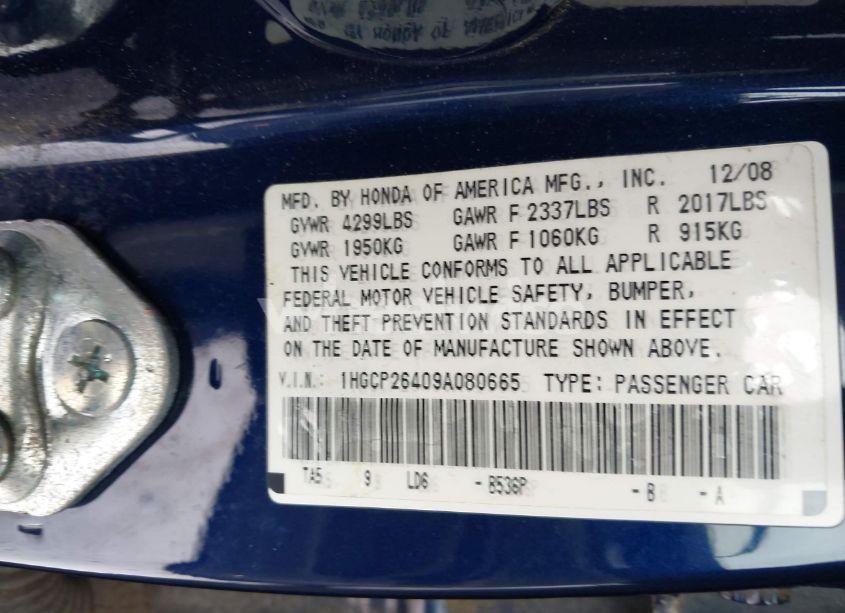 MFD. BY HONDA OF AMERICA MFG., INC. 12/08
GVWR 4299LBS GAWR F 2337LBS R 2017LBS
GVWR 1950KG GAWR F 1060KG R 915KG
THIS VEHICLE CONFORMS TO ALL APPLICABLE
FEDERAL MOTOR VEHICLE SAFETY, BUMPER,
AND THEFT PREVENTION STANDARDS IN EFFECT
ON THE DATE OF MANUFACTURE SHOWN ABOVE.
V.I.N.: 1HGCP26409A080665 TYPE: PASSENGER CAR
TA5 9 LD6 - B536P - B - A